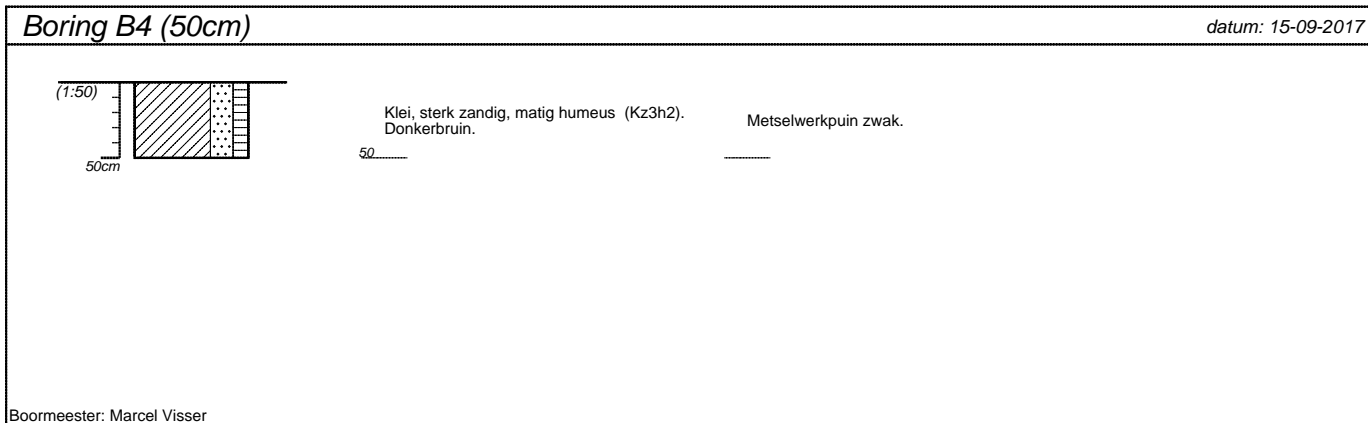 Boring B4 (50cm)
datum: 15-09-2017
(1:50)
Klei, sterk zandig, matig humeus (Kz3h2).
Donkerbruin.
Metselwerkpuin zwak.
50
50cm
Boormeester: Marcel Visser